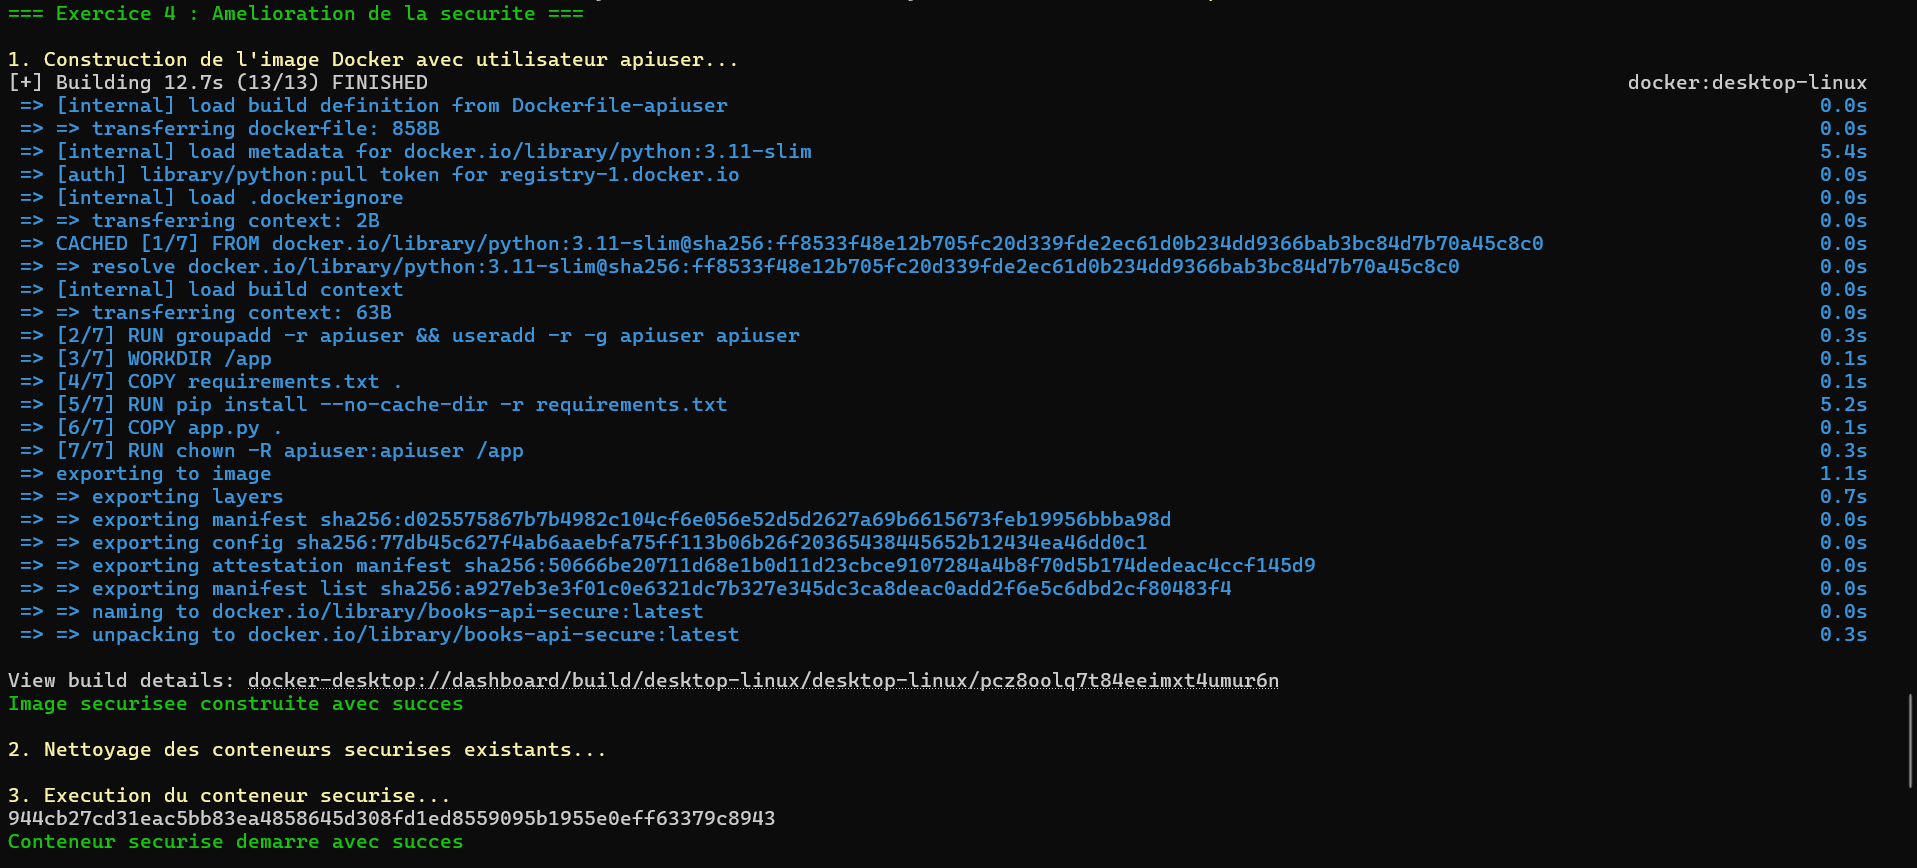 === Exercice 4 : Amelioration de la securite ===
1. Construction de l'image Docker avec utilisateur apiuser...
[+] Building 12.7s (13/13) FINISHED docker:desktop-linux
=> [internal] load build definition from Dockerfile-apiuser 0.0s
=> => transferring dockerfile: 858B 0.0s
=> [internal] load metadata for docker.io/library/python:3.11-slim 5.4s
=> [auth] library/python:pull token for registry-1.docker.io 0.0s
=> [internal] load .dockerignore 0.0s
=> => transferring context: 2B 0.0s
=> CACHED [1/7] FROM docker.io/library/python:3.11-slim@sha256:ff8533f48e12b705fc20d339fde2ec61d0b234dd9366bab3bc84d7b70a45c8c0 0.0s
=> => resolve docker.io/library/python:3.11-slim@sha256:ff8533f48e12b705fc20d339fde2ec61d0b234dd9366bab3bc84d7b70a45c8c0 0.0s
=> [internal] load build context 0.0s
=> => transferring context: 63B 0.0s
=> [2/7] RUN groupadd -r apiuser && useradd -r -g apiuser apiuser 0.3s
=> [3/7] WORKDIR /app 0.1s
=> [4/7] COPY requirements.txt . 0.1s
=> [5/7] RUN pip install --no-cache-dir -r requirements.txt 5.2s
=> [6/7] COPY app.py . 0.1s
=> [7/7] RUN chown -R apiuser:apiuser /app 0.3s
=> exporting to image 1.1s
=> => exporting layers 0.7s
=> => exporting manifest sha256:d025575867b7b4982c104cf6e056e52d5d2627a69b6615673feb19956bbba98d 0.0s
=> => exporting config sha256:77db45c627f4ab6aaebfa75ff113b06b26f20365438445652b12434ea46dd0c1 0.0s
=> => exporting attestation manifest sha256:50666be20711d68e1b0d11d23cbce9107284a4b8f70d5b174dedeac4ccf145d9 0.0s
=> => exporting manifest list sha256:a927eb3e3f01c0e6321dc7b327e345dc3ca8deac0add2f6e5c6dbd2cf80483f4 0.0s
=> => naming to docker.io/library/books-api-secure:latest 0.0s
=> => unpacking to docker.io/library/books-api-secure:latest 0.3s
View build details: docker-desktop://dashboard/build/desktop-linux/desktop-linux/pcz8oolq7t84eeimxt4umur6n
Image securisee construite avec succes
2. Nettoyage des conteneurs securises existants...
3. Execution du conteneur securise...
944cb27cd31eac5bb83ea4858645d308fd1ed8559095b1955e0eff63379c8943
Conteneur securise demarre avec succes